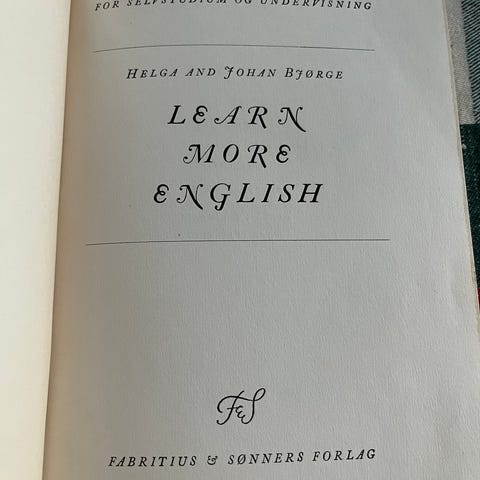 FOR SELVSTUDIUM OG UNDERVISNING
HELGA AND JOHAN BJØRGE
LEARN
MORE
ENGLISH
F&S
FABRITIUS & SØNNERS FORLAG